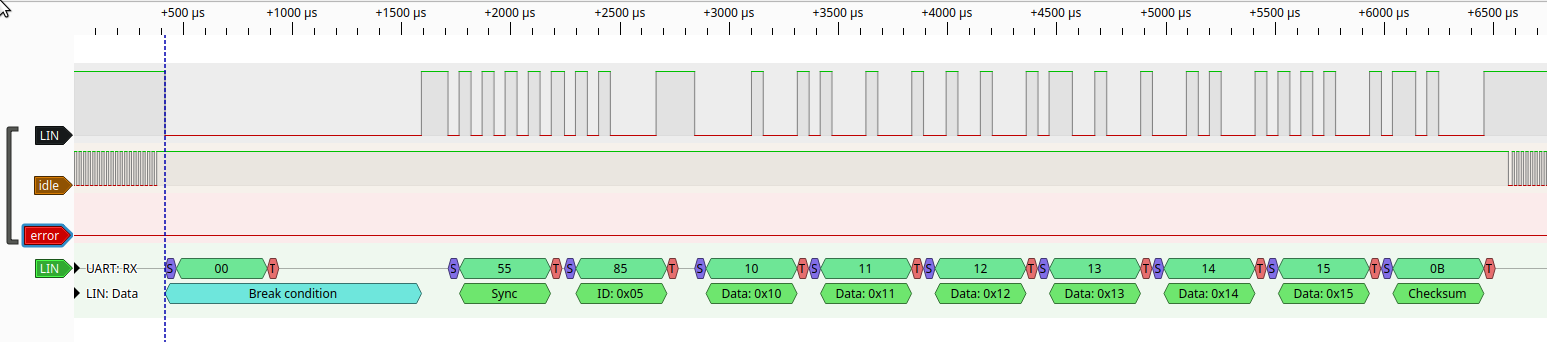 +500 µs +1000 µs +1500 µs +2000 µs +2500 µs +3000 µs +3500 µs +4000 µs +4500 µs +5000 µs +5500 µs +6000 µs +6500 µs
LIN
idle
error
LIN UART: RX S 00 T S 55 T S 85 T S 10 T S 11 T S 12 T S 13 T S 14 T S 15 T S 0B T
LIN: Data Break condition Sync ID: 0x05 Data: 0x10 Data: 0x11 Data: 0x12 Data: 0x13 Data: 0x14 Data: 0x15 Checksum